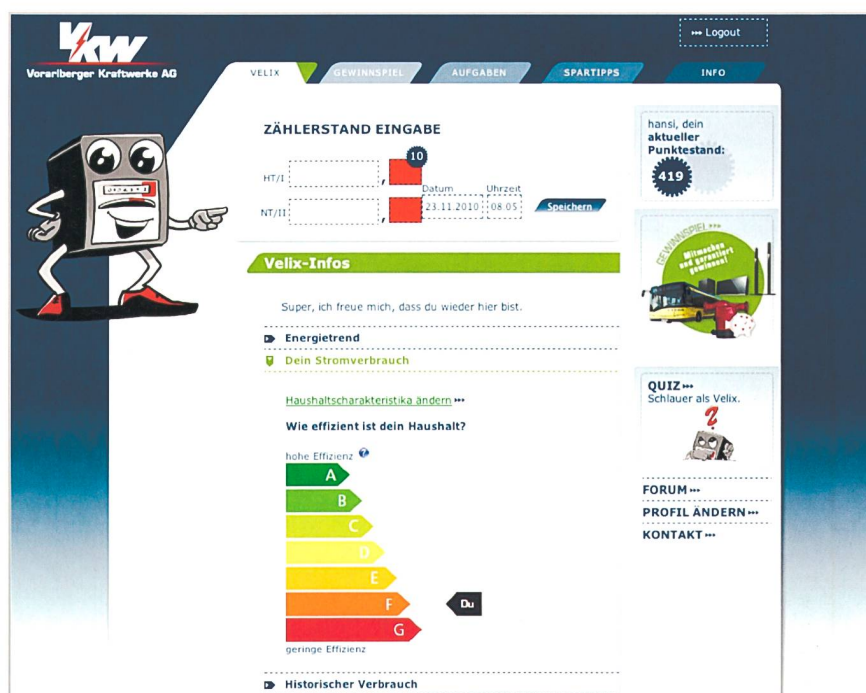 VKW
Vorarlberger Kraftwerke AG
Logout
VELIX
GEWINNSPIEL
AUFGABEN
SPARTIPPS
INFO
ZÄHLERSTAND EINGABE
10
HT/I
,
Datum
Uhrzeit
NT/II
,
23.11.2010
08:05
Speichern
Velix-Infos
Super, ich freue mich, dass du wieder hier bist.
Energietrend
Dein Stromverbrauch
Haushaltscharakteristika ändern
Wie effizient ist dein Haushalt?
hohe Effizienz ?
A
B
C
D
E
F
Du
G
geringe Effizienz
Historischer Verbrauch
hansi, dein
aktueller
Punktestand:
419
GEWINNSPIEL
Mitmachen
und garantiert
gewinnen!
QUIZ
Schlauer als Velix.
?
FORUM
PROFIL ÄNDERN
KONTAKT